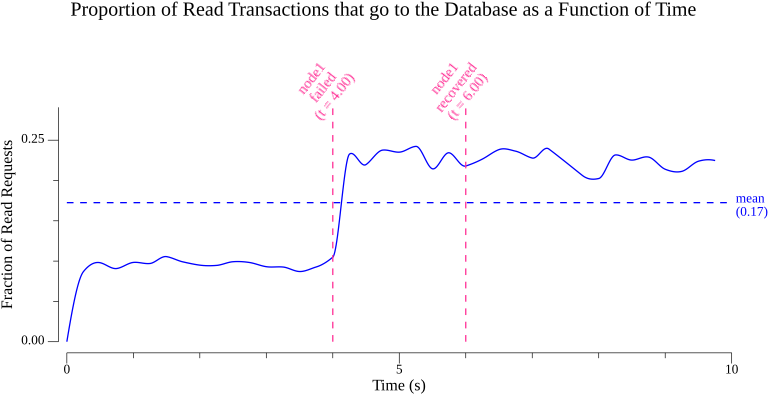 Proportion of Read Transactions that go to the Database as a Function of Time
node1
failed
(t = 4.00)
node1
recovered
(t = 6.00)
0.25
0.00
Fraction of Read Requests
mean
(0.17)
0
5
10
Time (s)